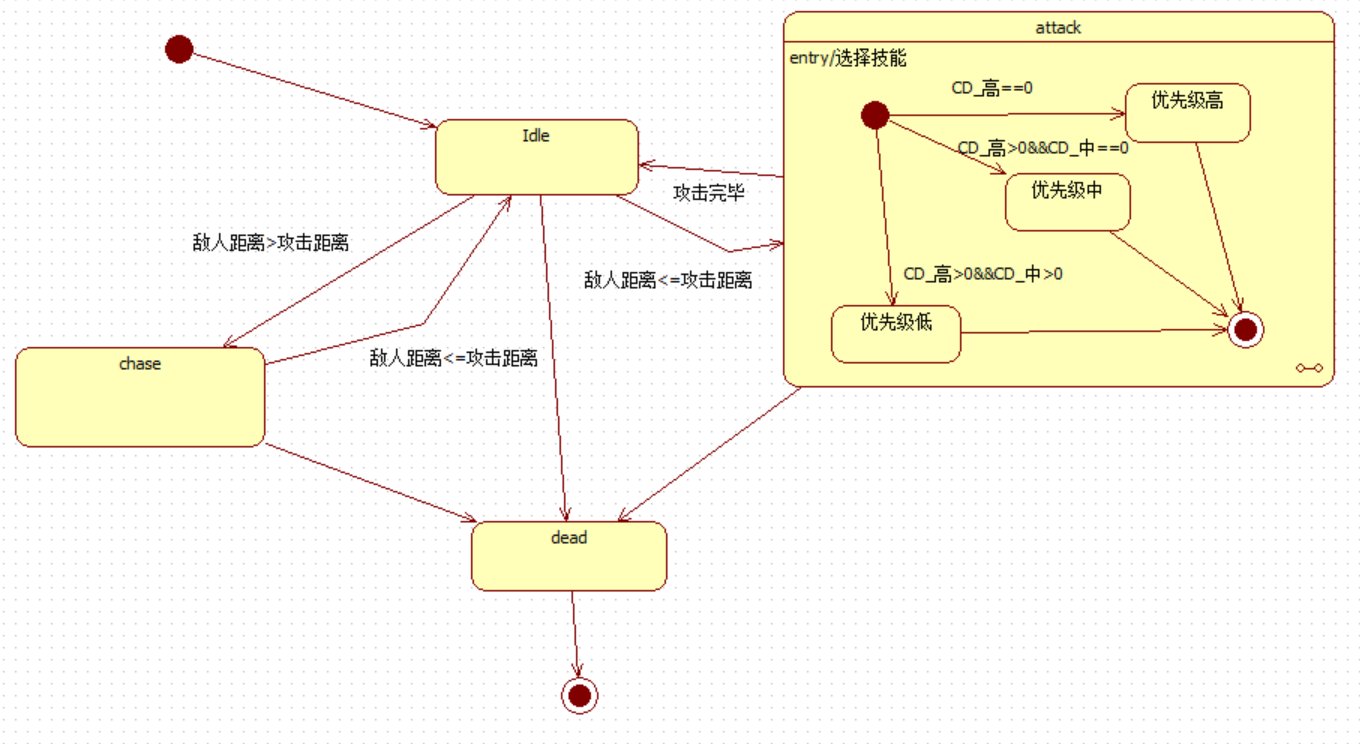 attack
entry/选择技能
CD_高==0
优先级高
Idle
CD_高>0&&CD_中==0
优先级中
攻击完毕
敌人距离>攻击距离
敌人距离<=攻击距离
CD_高>0&&CD_中>0
优先级低
敌人距离<=攻击距离
chase
dead